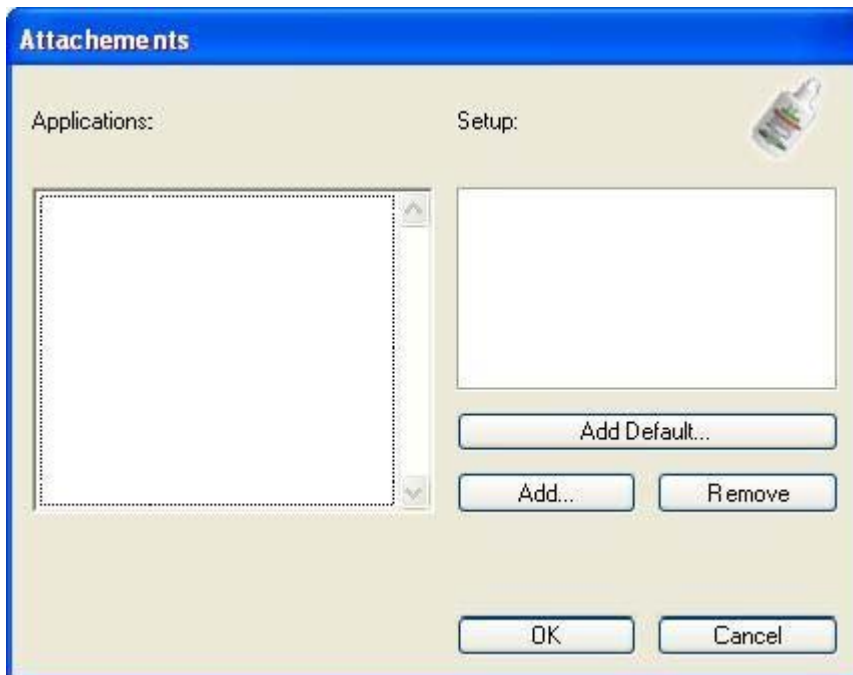 Attachements
Applications:
Setup:
Add Default...
Add...
Remove
OK
Cancel